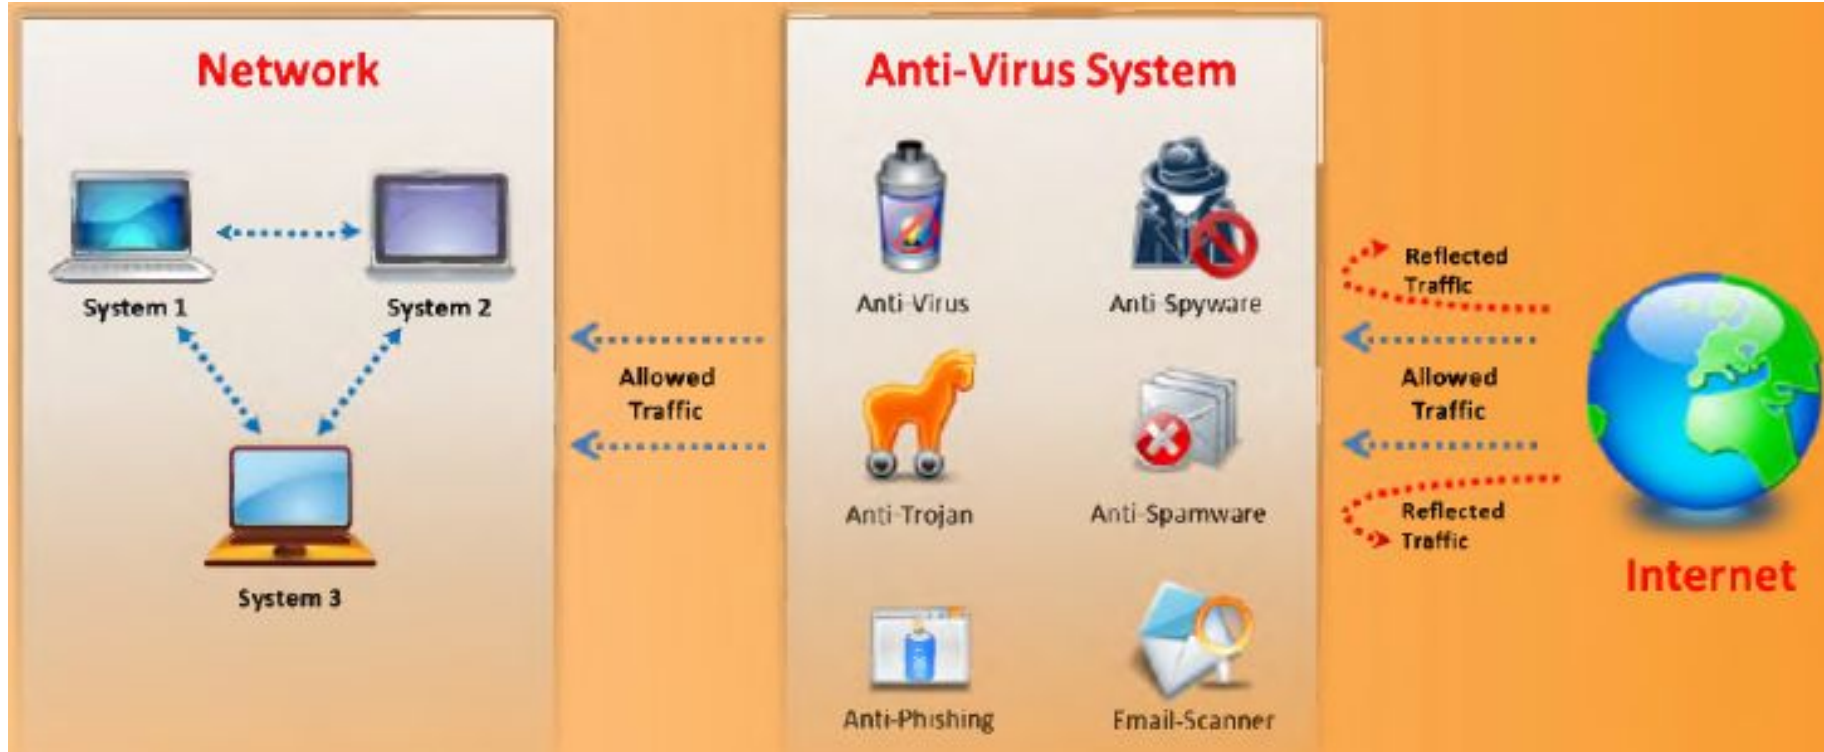 Network
System 1
System 2
System 3
Allowed
Traffic
Anti-Virus System
Anti-Virus
Anti-Spyware
Anti-Trojan
Anti-Spamware
Anti-Phishing
Email-Scanner
Reflected
Traffic
Allowed
Traffic
Reflected
Traffic
Internet